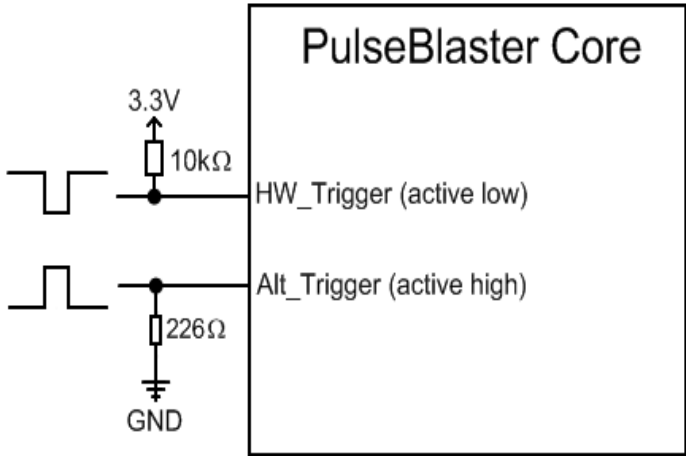 PulseBlaster Core
3.3V
10kΩ
HW_Trigger (active low)
Alt_Trigger (active high)
226Ω
GND